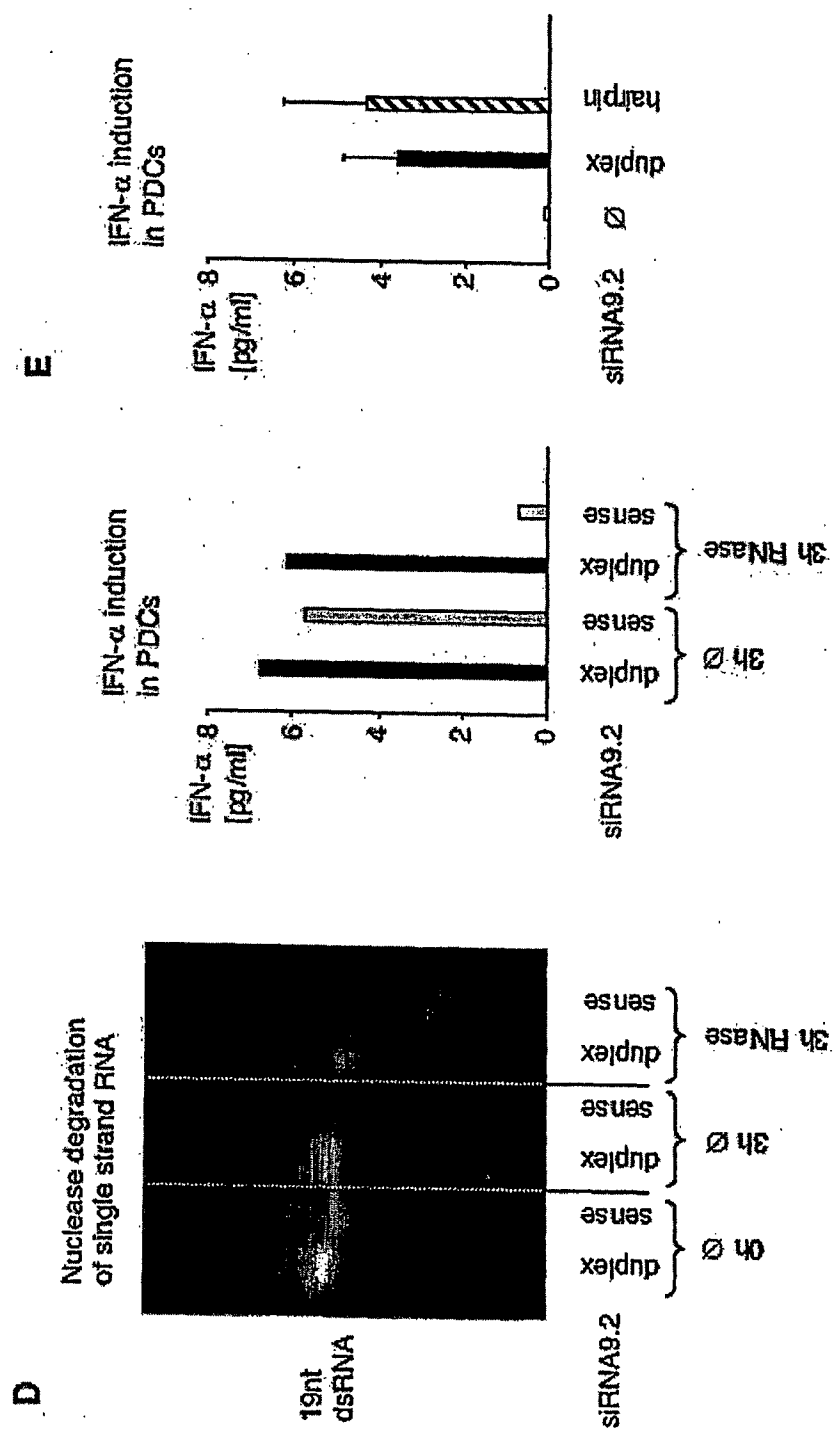 D
Nuclease degradation
of single strand RNA
19nt
dsRNA
siRNA9.2
duplex
sense
duplex
sense
duplex
sense
0h Ø
3h Ø
3h RNase
IFN-α induction
in PDCs
IFN-α
[pg/ml]
8
6
4
2
0
siRNA9.2
duplex
sense
duplex
sense
3h Ø
3h RNase
E
IFN-α induction
in PDCs
IFN-α
[pg/ml]
8
6
4
2
0
siRNA9.2
Ø
duplex
hairpin